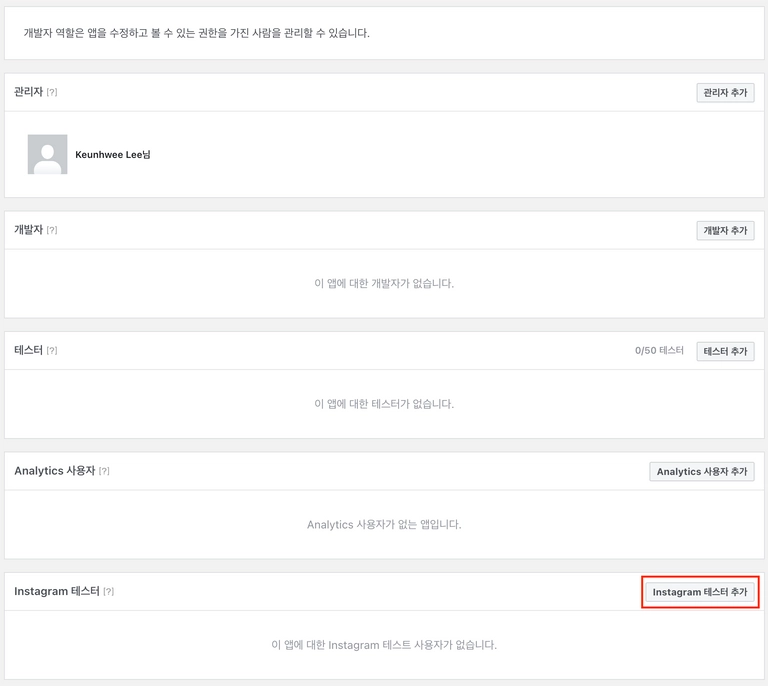 개발자 역할은 앱을 수정하고 볼 수 있는 권한을 가진 사람을 관리할 수 있습니다.
관리자 [?] 관리자 추가
Keunhwee Lee님
개발자 [?] 개발자 추가
이 앱에 대한 개발자가 없습니다.
테스터 [?] 0/50 테스터 테스터 추가
이 앱에 대한 테스터가 없습니다.
Analytics 사용자 [?] Analytics 사용자 추가
Analytics 사용자가 없는 앱입니다.
Instagram 테스터 [?] Instagram 테스터 추가
이 앱에 대한 Instagram 테스트 사용자가 없습니다.